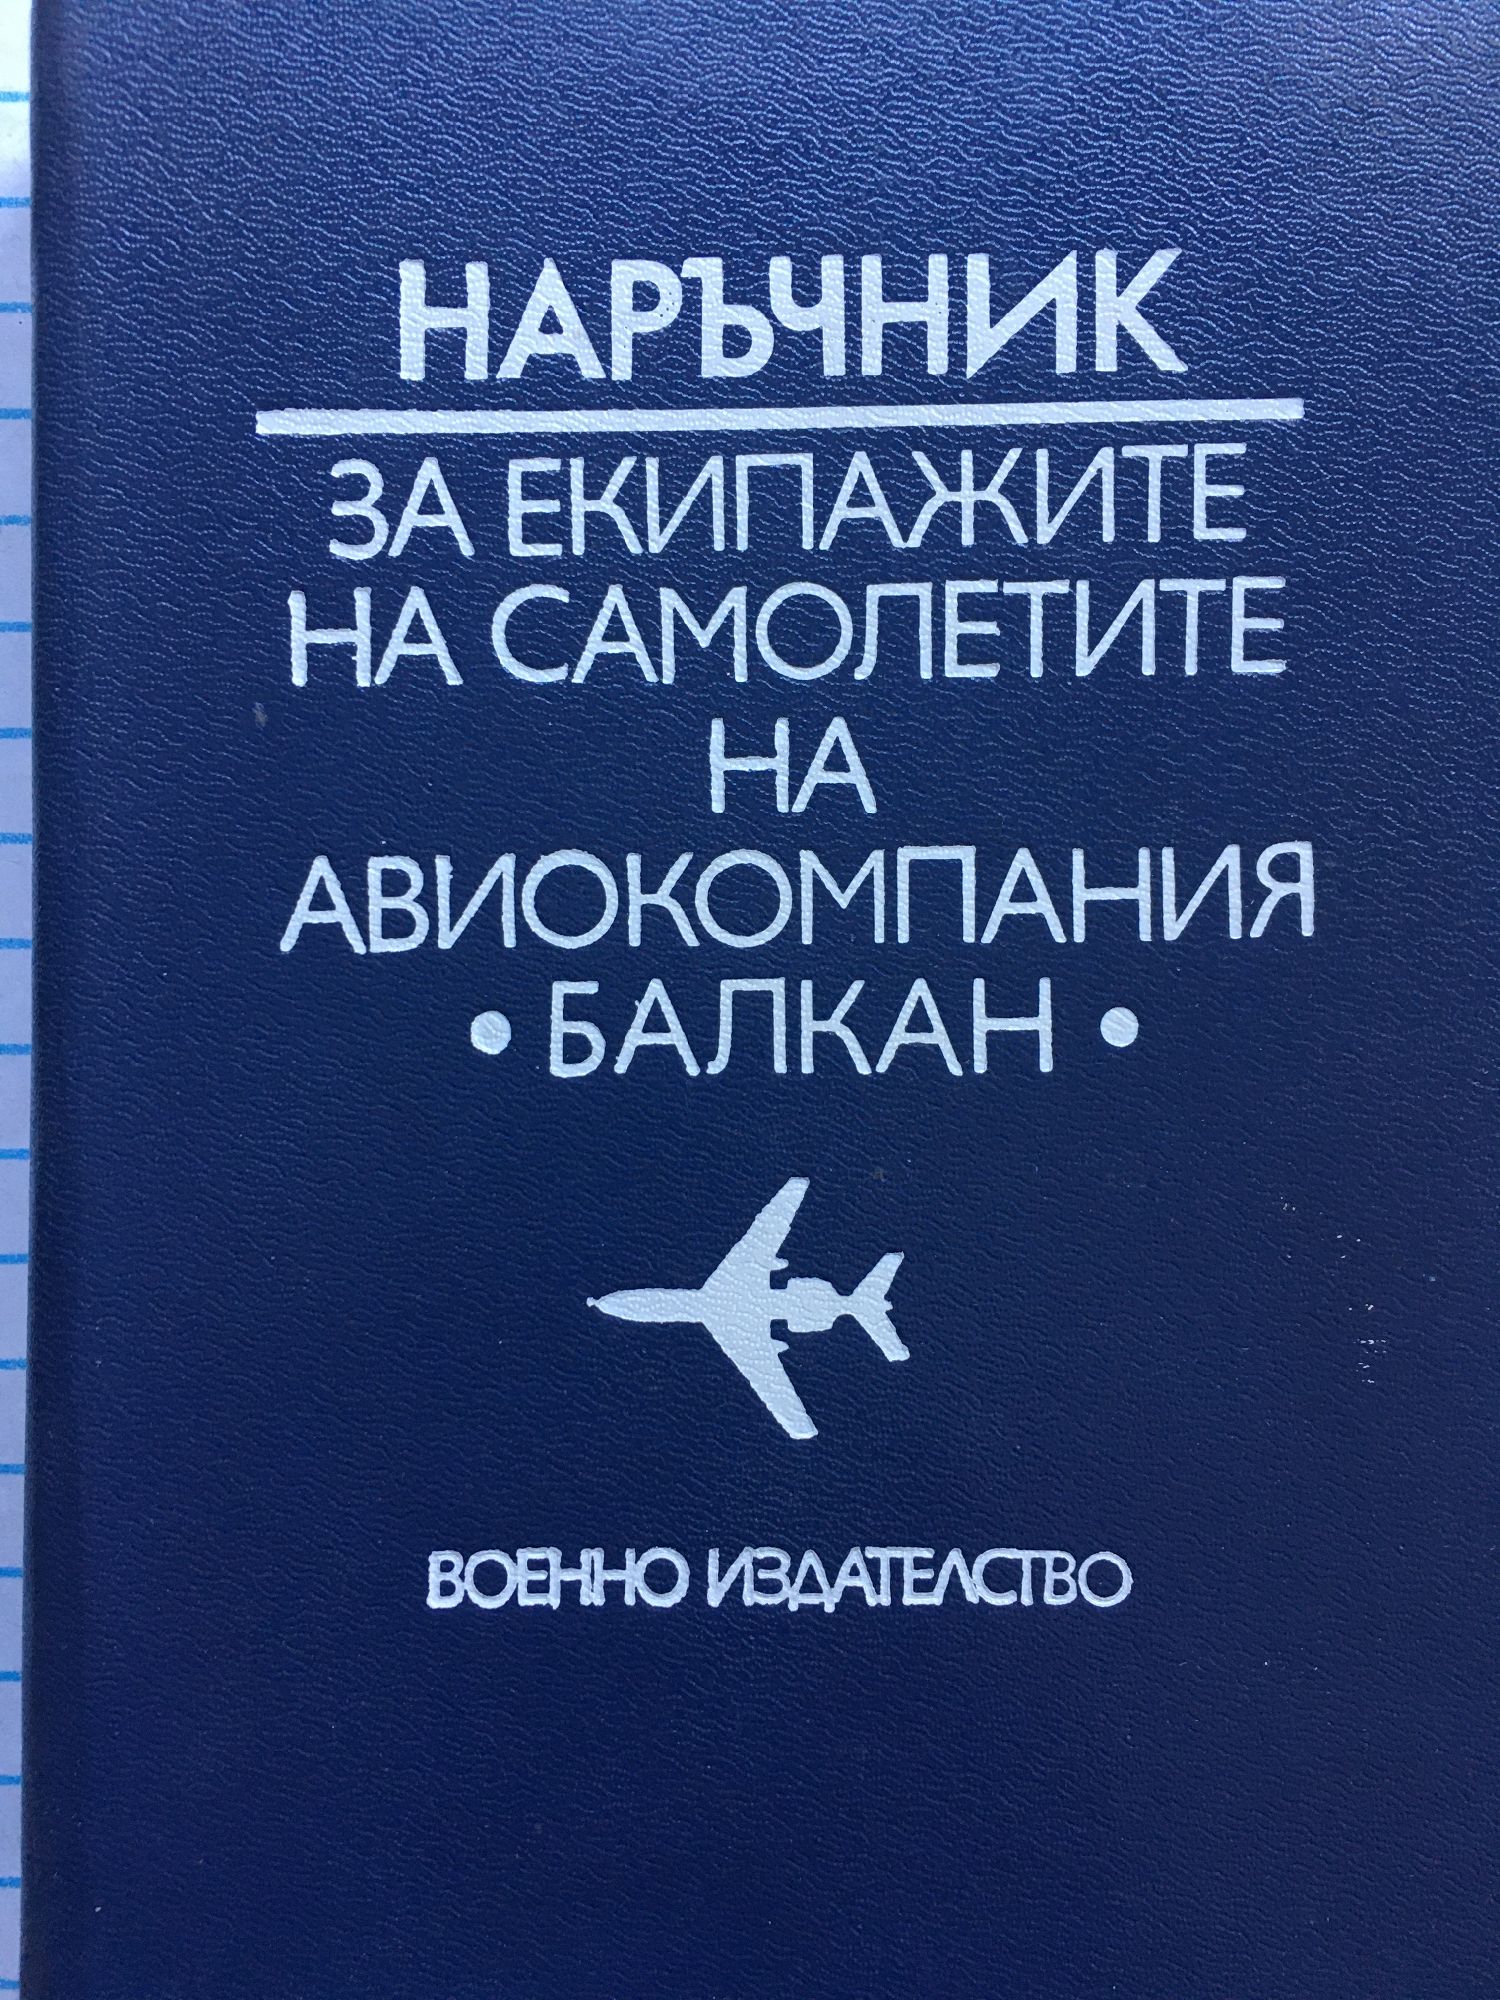 НАРЪЧНИК
ЗА ЕКИПАЖИТЕ
НА САМОЛЕТИТЕ
НА
АВИОКОМПАНИЯ
• БАЛКАН •
ВОЕННО ИЗДАТЕЛСТВО